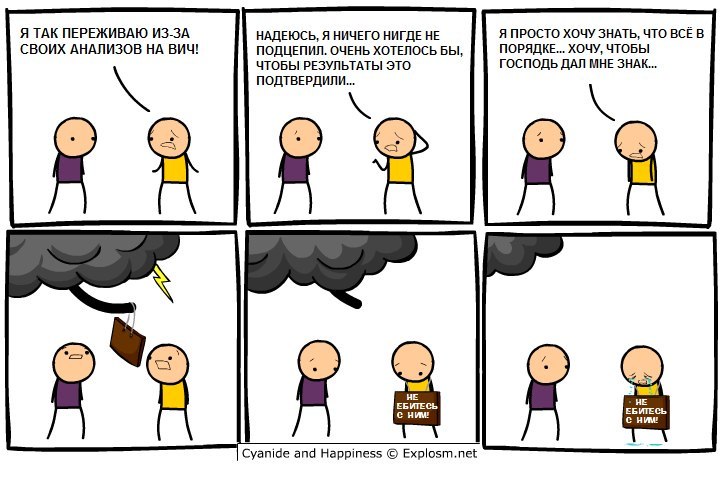 Я ТАК ПЕРЕЖИВАЮ ИЗ-ЗА
СВОИХ АНАЛИЗОВ НА ВИЧ!
НАДЕЮСЬ, Я НИЧЕГО НИГДЕ НЕ
ПОДЦЕПИЛ. ОЧЕНЬ ХОТЕЛОСЬ БЫ,
ЧТОБЫ РЕЗУЛЬТАТЫ ЭТО
ПОДТВЕРДИЛИ...
Я ПРОСТО ХОЧУ ЗНАТЬ, ЧТО ВСЁ В
ПОРЯДКЕ... ХОЧУ, ЧТОБЫ
ГОСПОДЬ ДАЛ МНЕ ЗНАК...
НЕ
ЕБИТЕСЬ
С НИМ!
НЕ
ЕБИТЕСЬ
С НИМ!
Cyanide and Happiness © Explosm.net